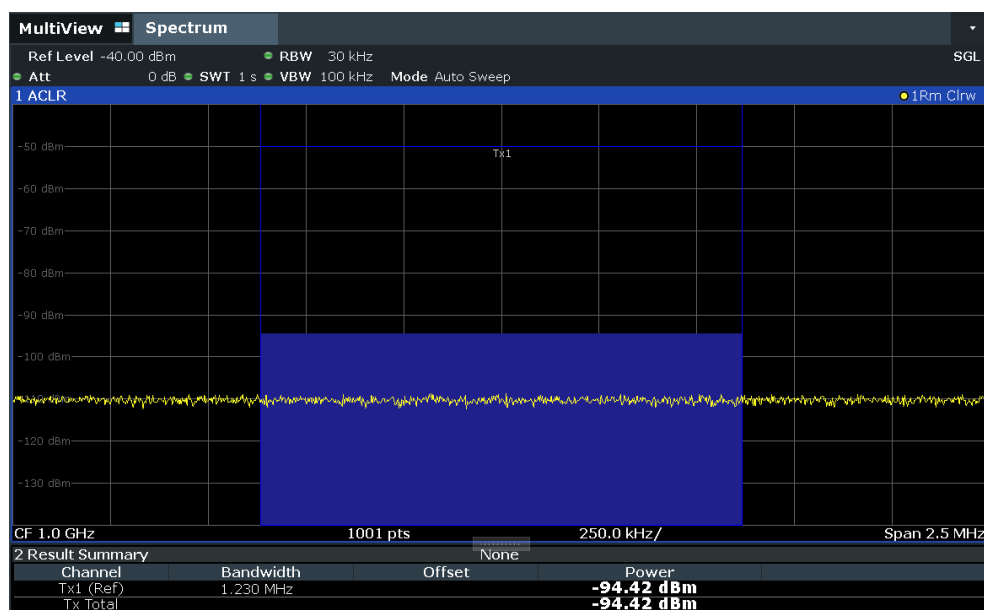 MultiView Spectrum
Ref Level -40.00 dBm RBW 30 kHz SGL
Att 0 dB SWT 1 s VBW 100 kHz Mode Auto Sweep
1 ACLR 1Rm Clrw
-50 dBm
Tx1
-60 dBm
-70 dBm
-80 dBm
-90 dBm
-100 dBm
-120 dBm
-130 dBm
CF 1.0 GHz 1001 pts 250.0 kHz/ Span 2.5 MHz
2 Result Summary None
Channel Bandwidth Offset Power
Tx1 (Ref) 1.230 MHz -94.42 dBm
Tx Total -94.42 dBm